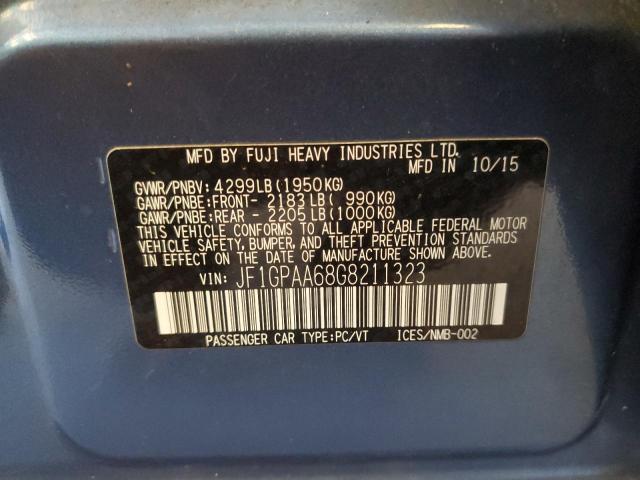 MFD BY FUJI HEAVY INDUSTRIES LTD.
MFD IN 10/15
GVWR/PNBV: 4299LB(1950KG)
GAWR/PNBE:FRONT- 2183LB( 990KG)
GAWR/PNBE:REAR - 2205LB(1000KG)
THIS VEHICLE CONFORMS TO ALL APPLICABLE FEDERAL MOTOR
VEHICLE SAFETY, BUMPER, AND THEFT PREVENTION STANDARDS
IN EFFECT ON THE DATE OF MANUFACTURE SHOWN ABOVE.
VIN: JF1GPAA68G8211323
PASSENGER CAR TYPE:PC/VT ICES/NMB-002